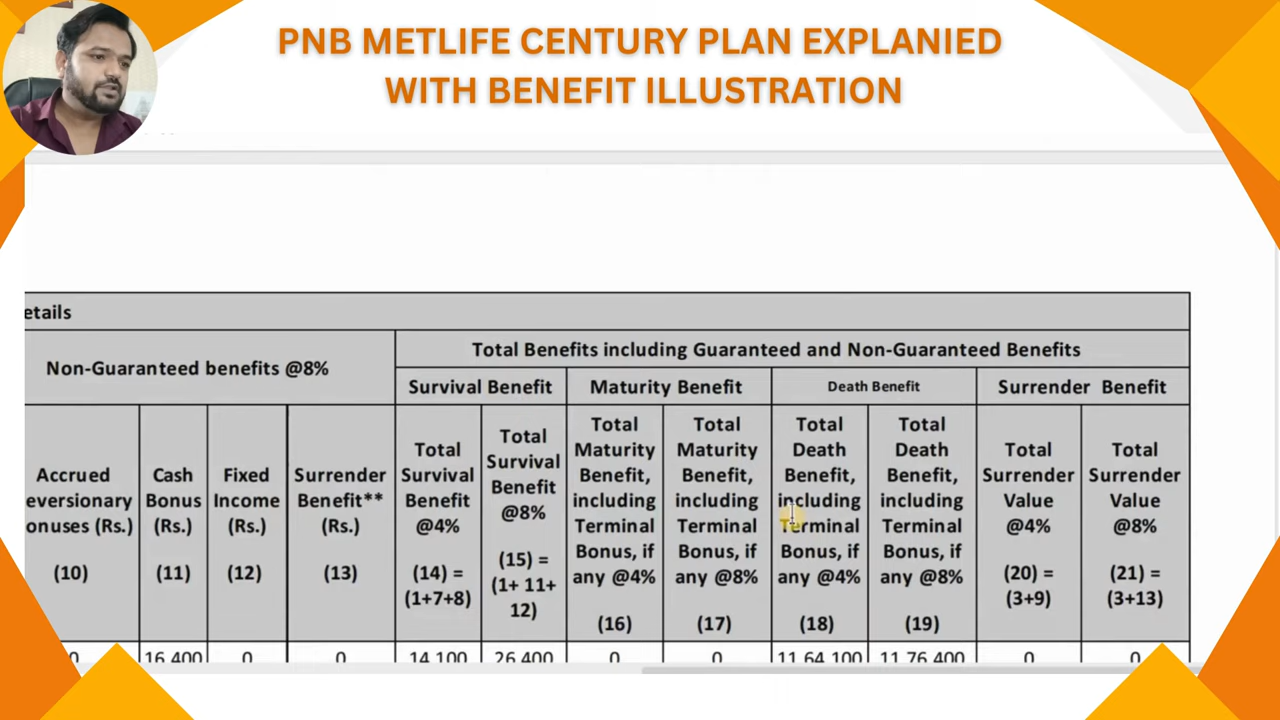 PNB METLIFE CENTURY PLAN EXPLANIED
WITH BENEFIT ILLUSTRATION
etails
Non-Guaranteed benefits @8%
Total Benefits including Guaranteed and Non-Guaranteed Benefits
Survival Benefit
Maturity Benefit
Death Benefit
Surrender Benefit
Accrued
eversionary
onuses (Rs.)
(10)
Cash
Bonus
(Rs.)
(11)
Fixed
Income
(Rs.)
(12)
Surrender
Benefit**
(Rs.)
(13)
Total
Survival
Benefit
@4%
(14) =
(1+7+8)
Total
Survival
Benefit
@8%
(15) =
(1+ 11+
12)
Total
Maturity
Benefit,
including
Terminal
Bonus, if
any @4%
(16)
Total
Maturity
Benefit,
including
Terminal
Bonus, if
any @8%
(17)
Total
Death
Benefit,
including
Terminal
Bonus, if
any @4%
(18)
Total
Death
Benefit,
including
Terminal
Bonus, if
any @8%
(19)
Total
Surrender
Value
@4%
(20) =
(3+9)
Total
Surrender
Value
@8%
(21) =
(3+13)
0 16,400 0 0 14,100 26,400 0 0 11,64,100 11,76,400 0 0